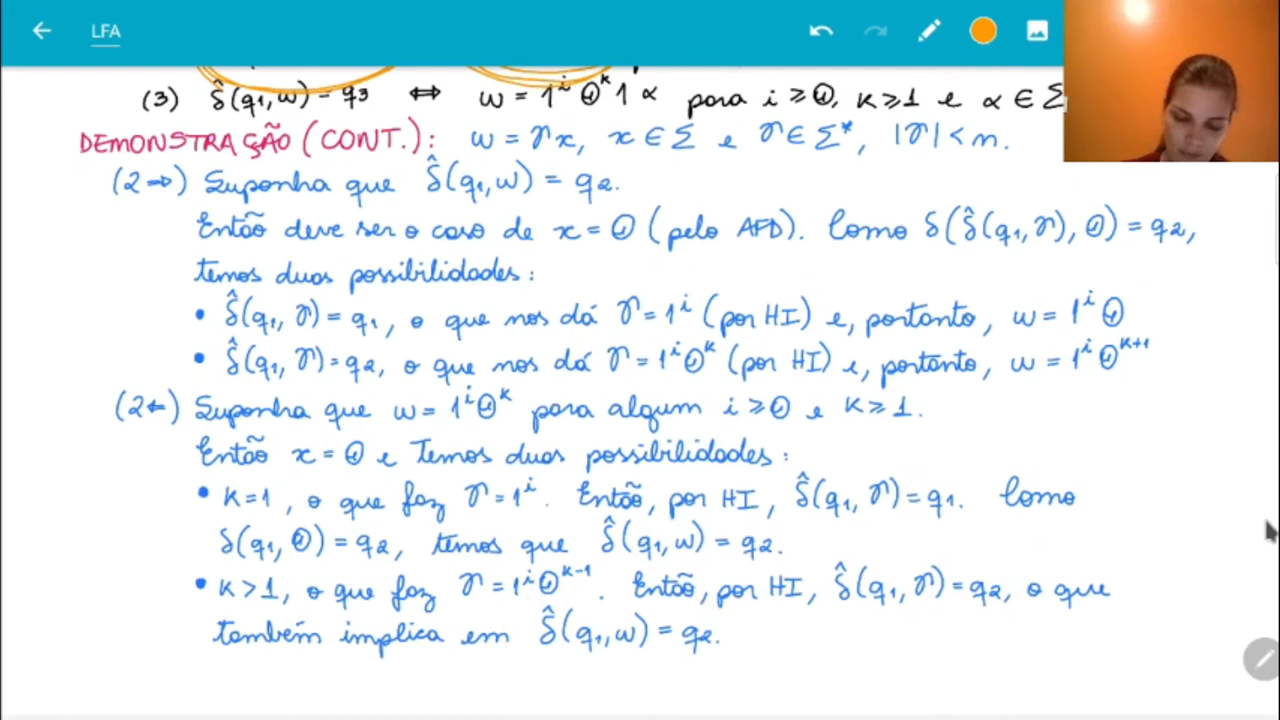 LFA
(3) δ̂(q₁,w) = q₃ ⟺ w = 1ⁱ0ᵏ1α para i ≥ 0, k ≥ 1 e α ∈ Σ
DEMONSTRAÇÃO (CONT.): w = rx, x ∈ Σ e r ∈ Σ*, |r| < n.
(2⇒) Suponha que δ̂(q₁,w) = q₂.
Então deve ser o caso de x = 0 (pelo AFD). Como δ(δ̂(q₁,r),0) = q₂,
temos duas possibilidades:
• δ̂(q₁,r) = q₁, o que nos dá r = 1ⁱ (por HI) e, portanto, w = 1ⁱ0
• δ̂(q₁,r) = q₂, o que nos dá r = 1ⁱ0ᵏ (por HI) e, portanto, w = 1ⁱ0ᵏ⁺¹
(2⇐) Suponha que w = 1ⁱ0ᵏ para algum i ≥ 0 e k ≥ 1.
Então x = 0 e temos duas possibilidades:
• k=1, o que faz r = 1ⁱ. Então, por HI, δ̂(q₁,r) = q₁. Como
δ(q₁,0) = q₂, temos que δ̂(q₁,w) = q₂.
• k>1, o que faz r = 1ⁱ0ᵏ⁻¹. Então, por HI, δ̂(q₁,r) = q₂, o que
também implica em δ̂(q₁,w) = q₂.